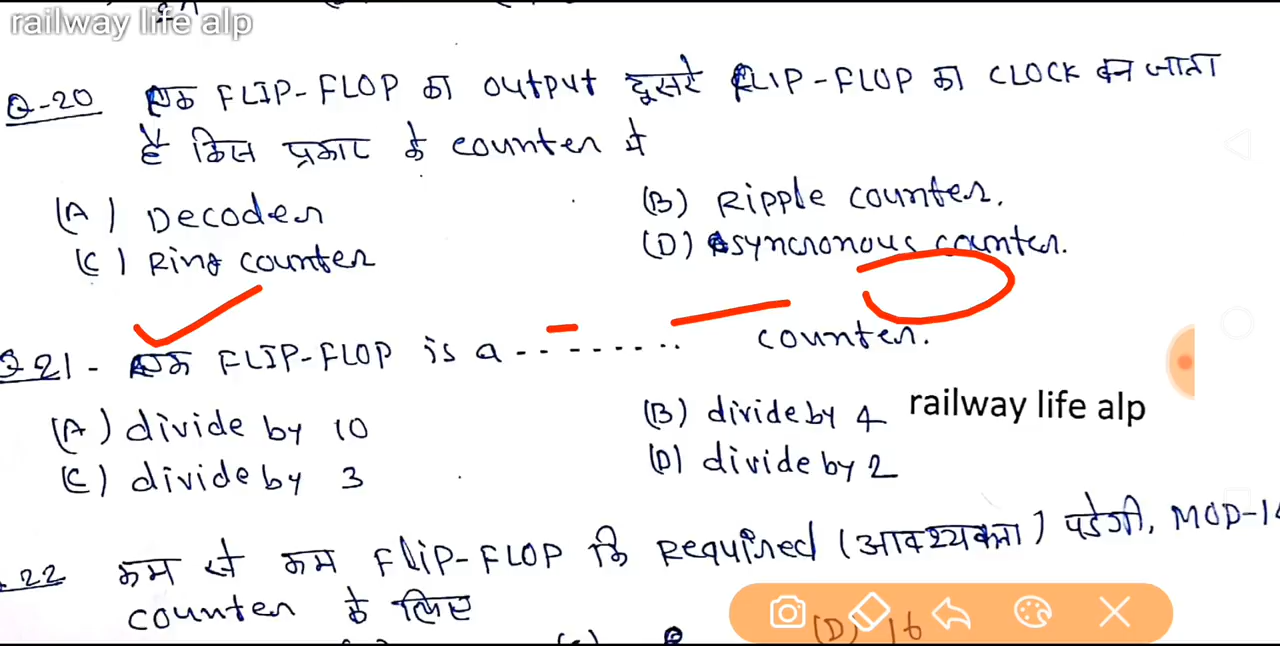 railway life alp
Q-20 एक FLIP-FLOP का output दूसरे FLIP-FLOP का CLOCK बन जाता
है किस प्रकार के counter मे
(A) Decoder
(B) Ripple counter.
(C) Ring counter
(D) Asyncronous counter.
Q 21- एक FLIP-FLOP is a ......... counter.
(A) divide by 10
(B) divide by 4
railway life alp
(C) divide by 3
(D) divide by 2
22 कम से कम FliP-FLOP कि Required (आवश्यकता) पडेगी, MOD-1
counter के लिए
(D) 16